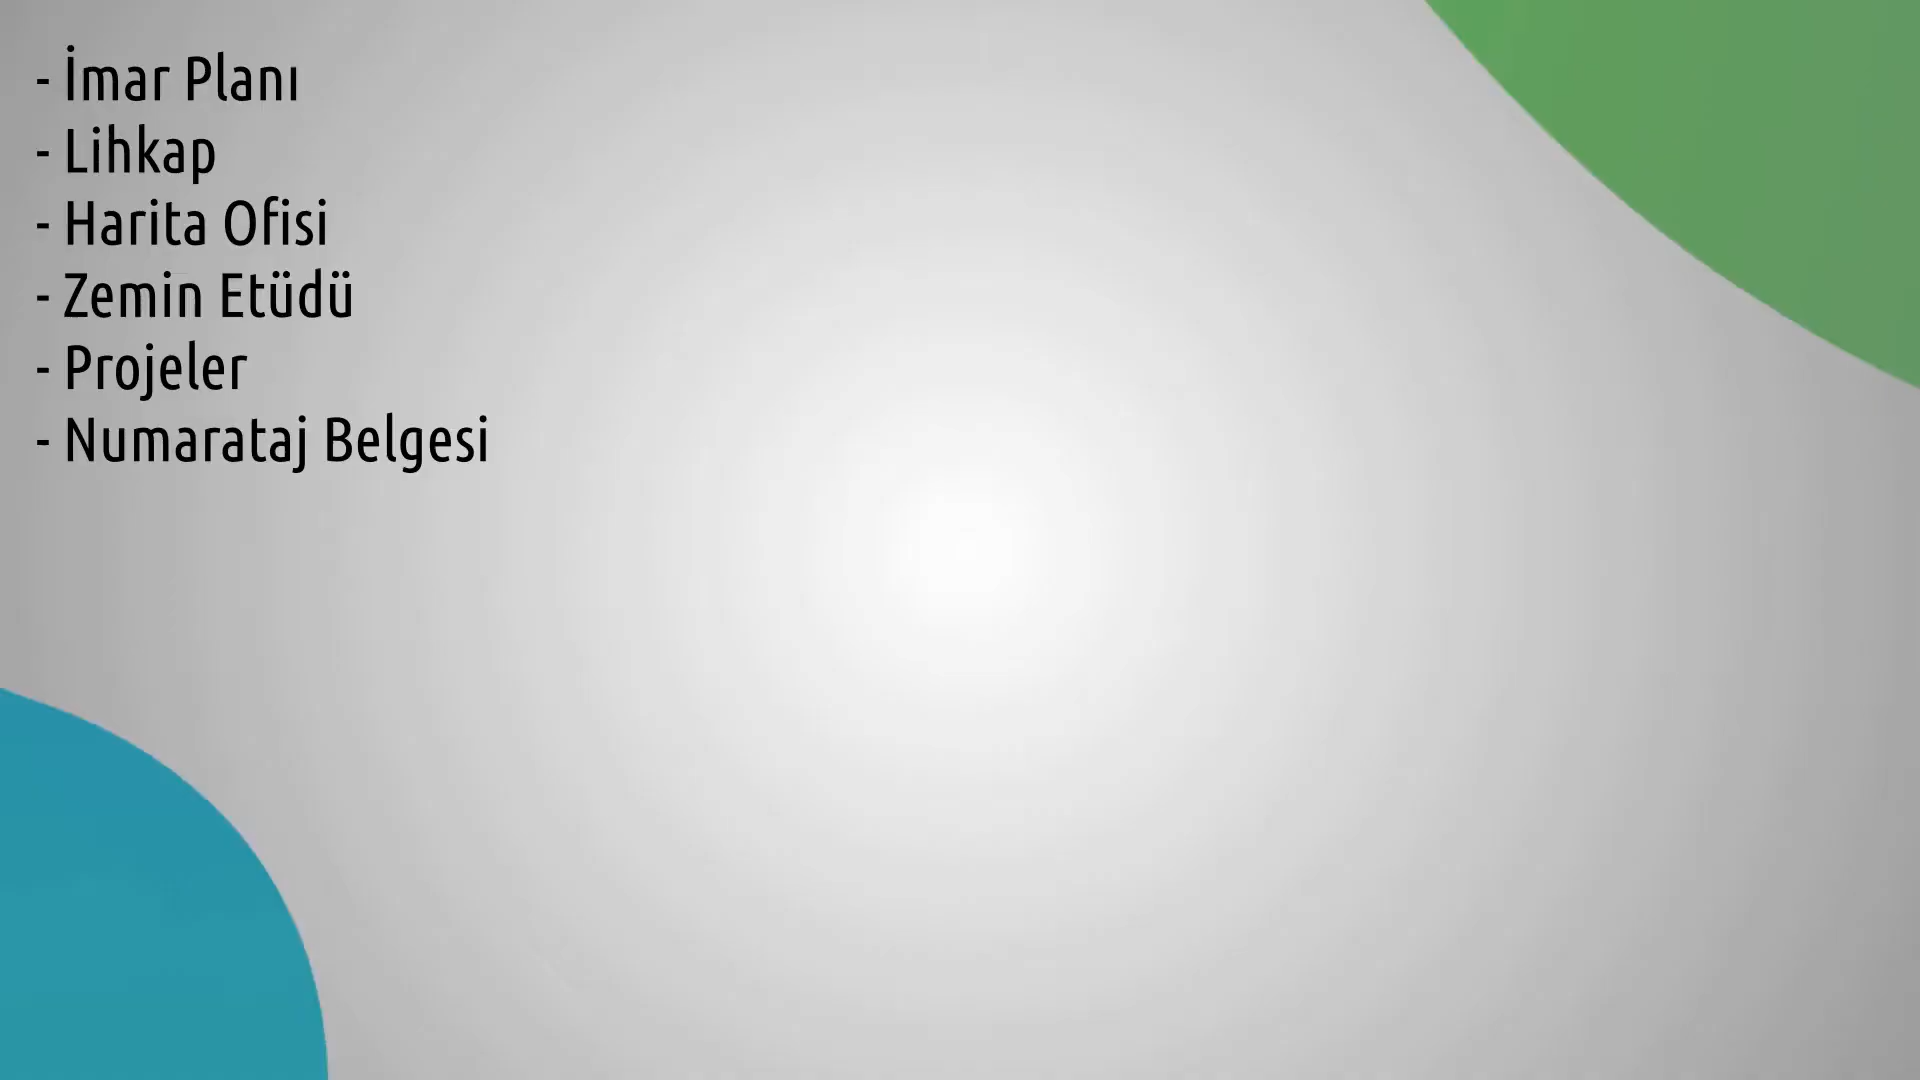 - İmar Planı
- Lihkap
- Harita Ofisi
- Zemin Etüdü
- Projeler
- Numarataj Belgesi